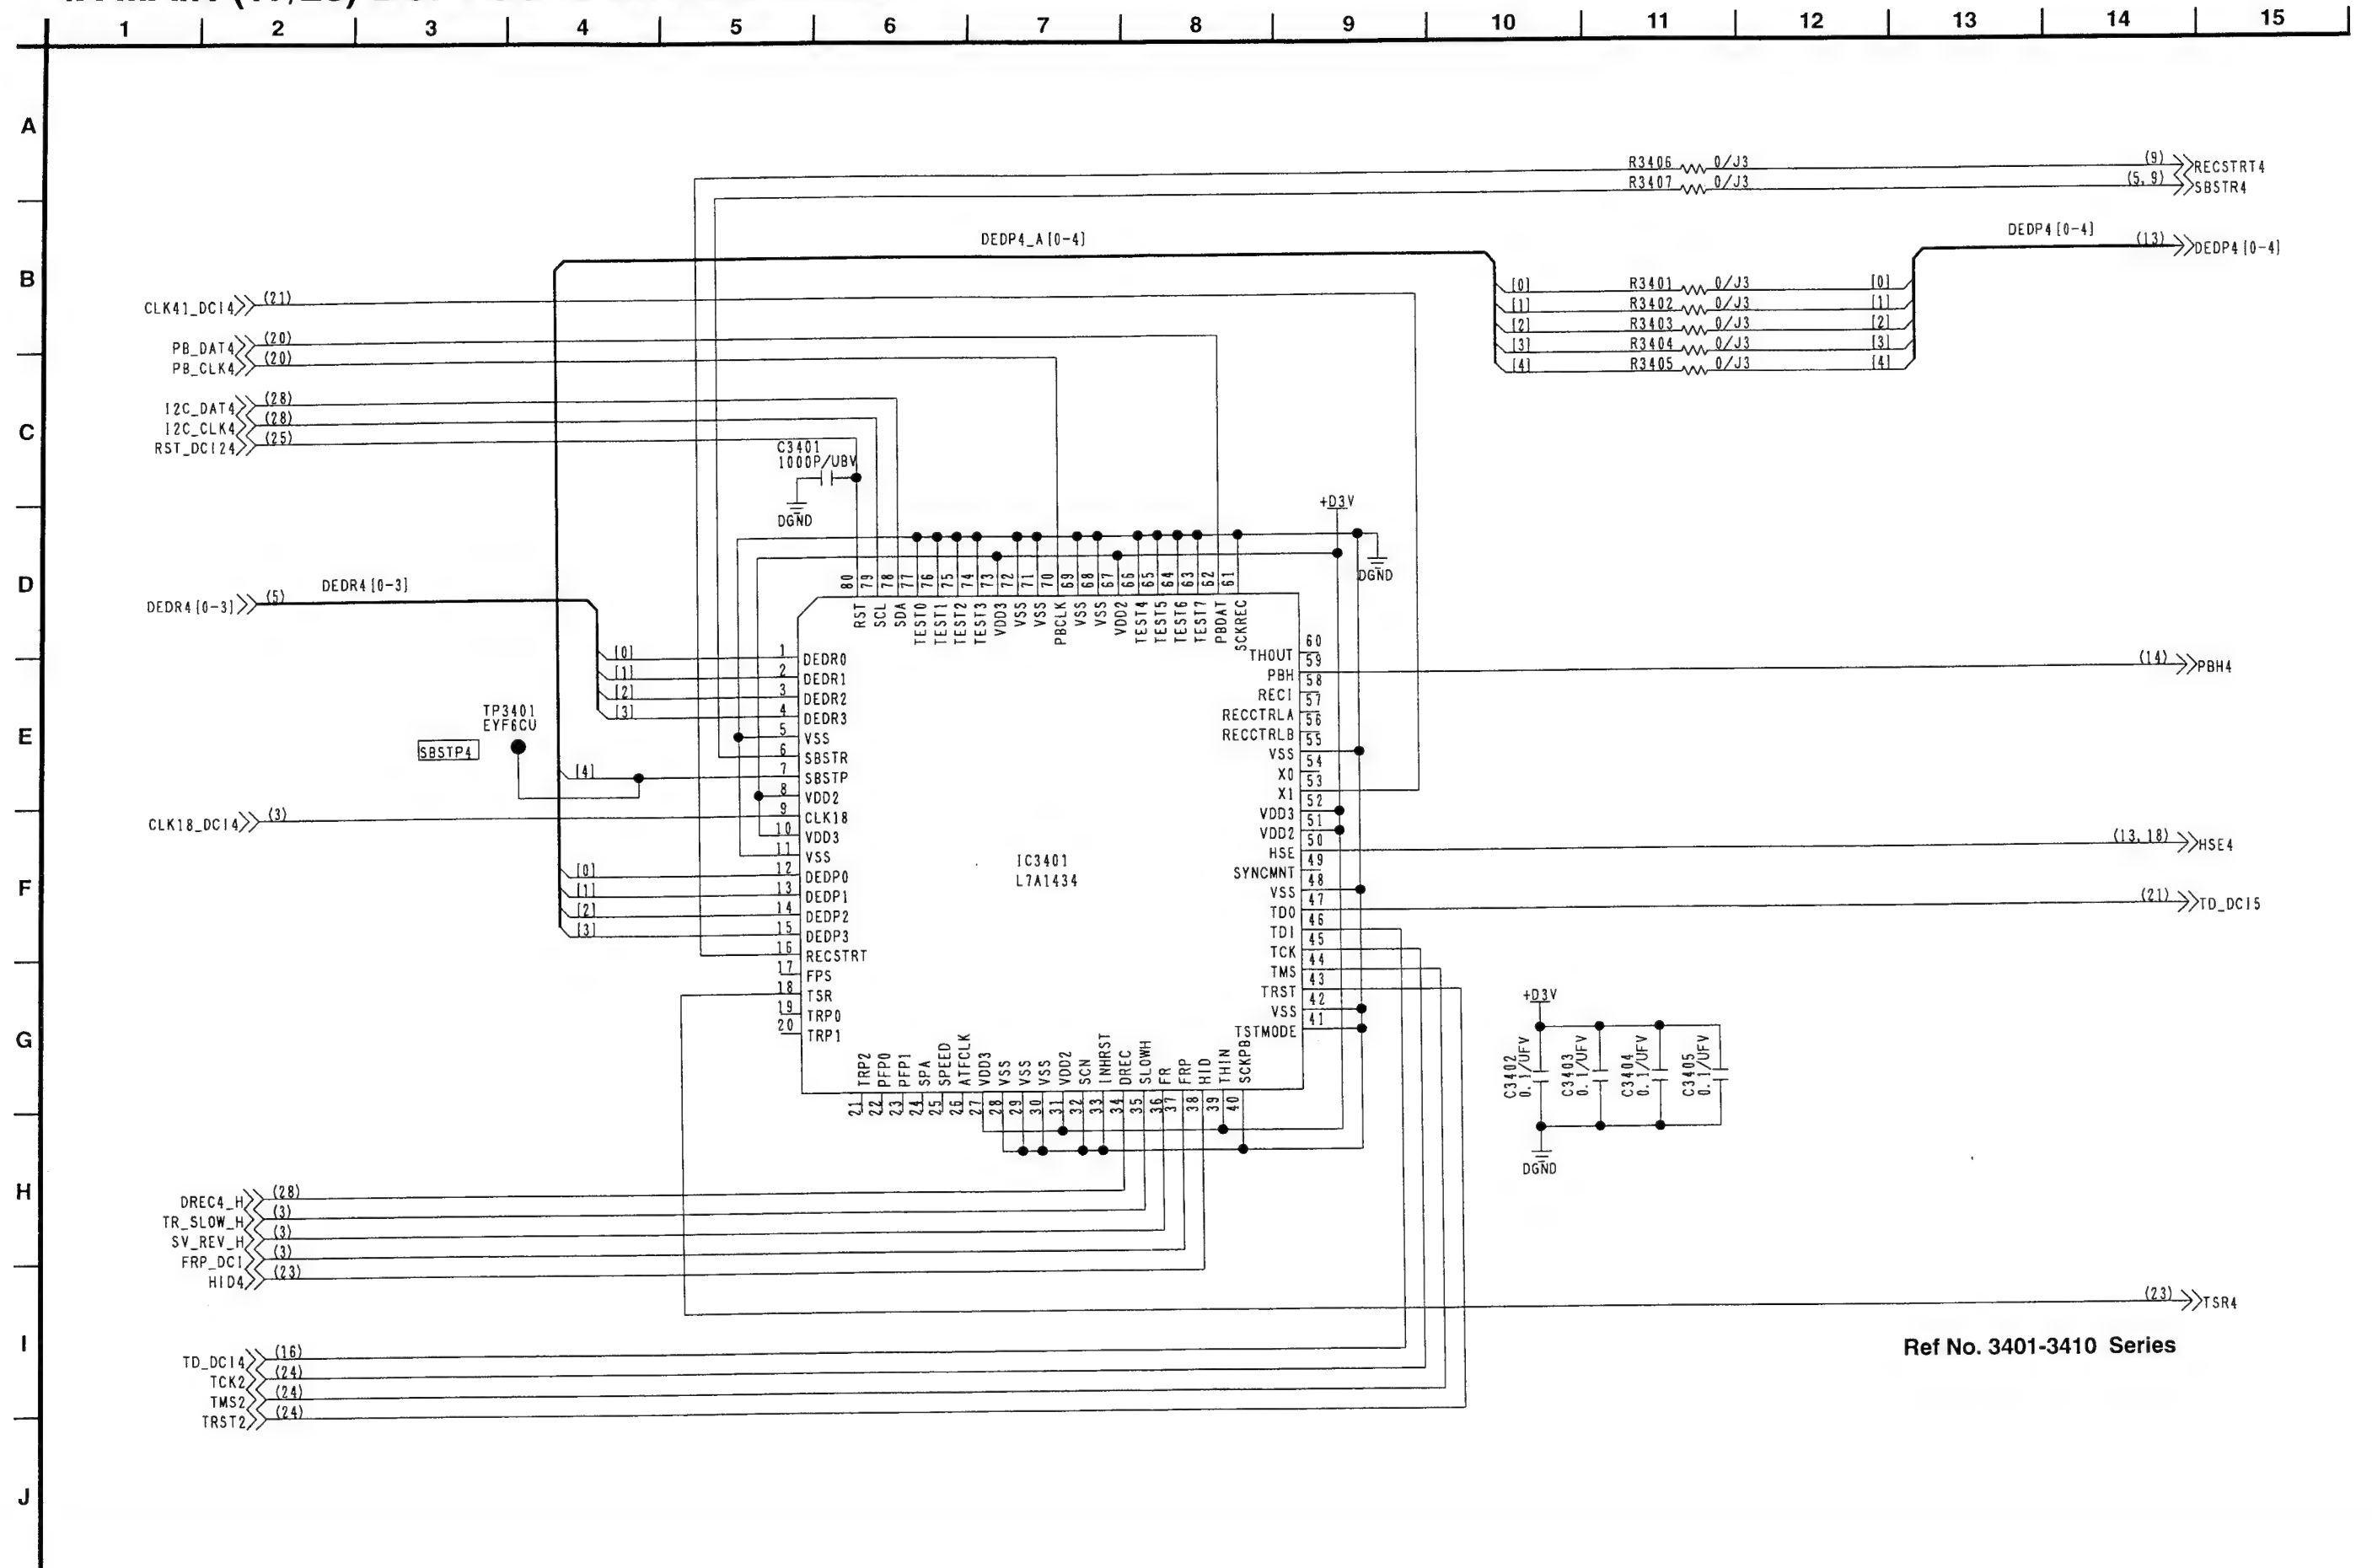 1 2 3 4 5 6 7 8 9 10 11 12 13 14 15
A
R3406 0/J3 (9) RECSTRT4
R3407 0/J3 (5,9) SBSTR4
DEDP4_A[0-4]
DEDP4[0-4] (13) DEDP4[0-4]
B
CLK41_DCI4 (21)
[0] R3401 0/J3 [0]
[1] R3402 0/J3 [1]
[2] R3403 0/J3 [2]
[3] R3404 0/J3 [3]
[4] R3405 0/J3 [4]
PB_DAT4 (20)
PB_CLK4 (20)
C
I2C_DAT4 (28)
I2C_CLK4 (28)
RST_DCI24 (25)
C3401
1000P/UBV
DGND
+D3V
DGND
D
DEDR4[0-3] (5) DEDR4[0-3]
80 79 78 77 76 75 74 73 72 71 70 69 68 67 66 65 64 63 62 61
RST SCL SDA TEST0 TEST1 TEST2 TEST3 VDD3 VSS VSS PBCLK VSS VSS VDD2 TEST4 TEST5 TEST6 TEST7 PBDAT SCKREC
[0] 1 DEDR0
[1] 2 DEDR1
[2] 3 DEDR2
[3] 4 DEDR3
5 VSS
6 SBSTR
[4] 7 SBSTP
8 VDD2
9 CLK18
10 VDD3
11 VSS
[0] 12 DEDP0
[1] 13 DEDP1
[2] 14 DEDP2
[3] 15 DEDP3
16 RECSTRT
17 FPS
18 TSR
19 TRP0
20 TRP1
E
TP3401
EYF6CU
SBSTP4
CLK18_DCI4 (3)
F
IC3401
L7A1434
THOUT 60
PBH 59 (14) PBH4
RECI 58
RECCTRLA 57
RECCTRLB 56
VSS 55
X0 54
X1 53
VDD3 52
VDD2 51
HSE 50 (13,18) HSE4
SYNCMNT 49
VSS 48
TDO 47 (21) TD_DCI5
TDI 46
TCK 45
TMS 44
TRST 43
VSS 42
TSTMODE 41
G
TRP2 PFP0 PFP1 SPA SPEED ATFCLK VDD3 VSS VSS VSS VDD2 SCN INHRST DREC SLOWH FR FRP HID THIN SCKPB
21 22 23 24 25 26 27 28 29 30 31 32 33 34 35 36 37 38 39 40
+D3V
C3402 0.1/UFV
C3403 0.1/UFV
C3404 0.1/UFV
C3405 0.1/UFV
DGND
H
DREC4_H (28)
TR_SLOW_H (3)
SV_REV_H (3)
FRP_DCI (3)
HID4 (23)
(23) TSR4
I
Ref No. 3401-3410 Series
TD_DCI4 (16)
TCK2 (24)
TMS2 (24)
TRST2 (24)
J